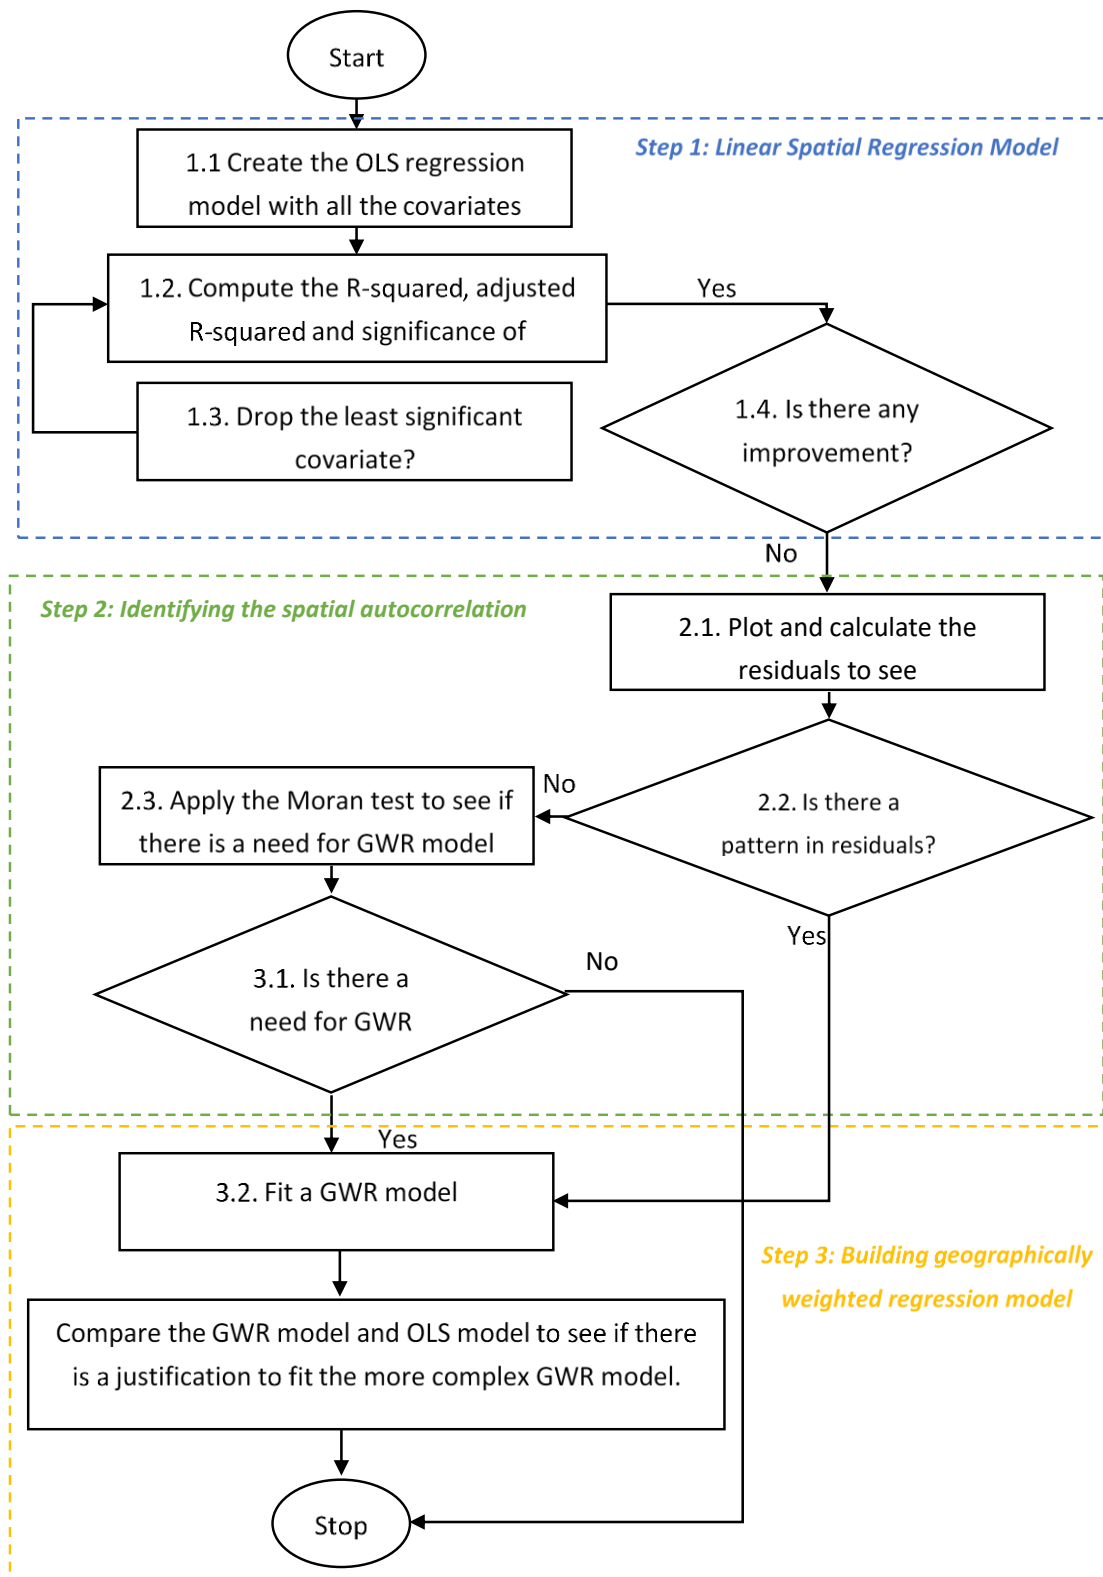 Start
Step 1: Linear Spatial Regression Model
1.1 Create the OLS regression
model with all the covariates
1.2. Compute the R-squared, adjusted
R-squared and significance of
Yes
1.3. Drop the least significant
covariate?
1.4. Is there any
improvement?
No
Step 2: Identifying the spatial autocorrelation
2.1. Plot and calculate the
residuals to see
2.2. Is there a
pattern in residuals?
No
2.3. Apply the Moran test to see if
there is a need for GWR model
Yes
3.1. Is there a
need for GWR
No
Yes
3.2. Fit a GWR model
Step 3: Building geographically
weighted regression model
Compare the GWR model and OLS model to see if there
is a justification to fit the more complex GWR model.
Stop